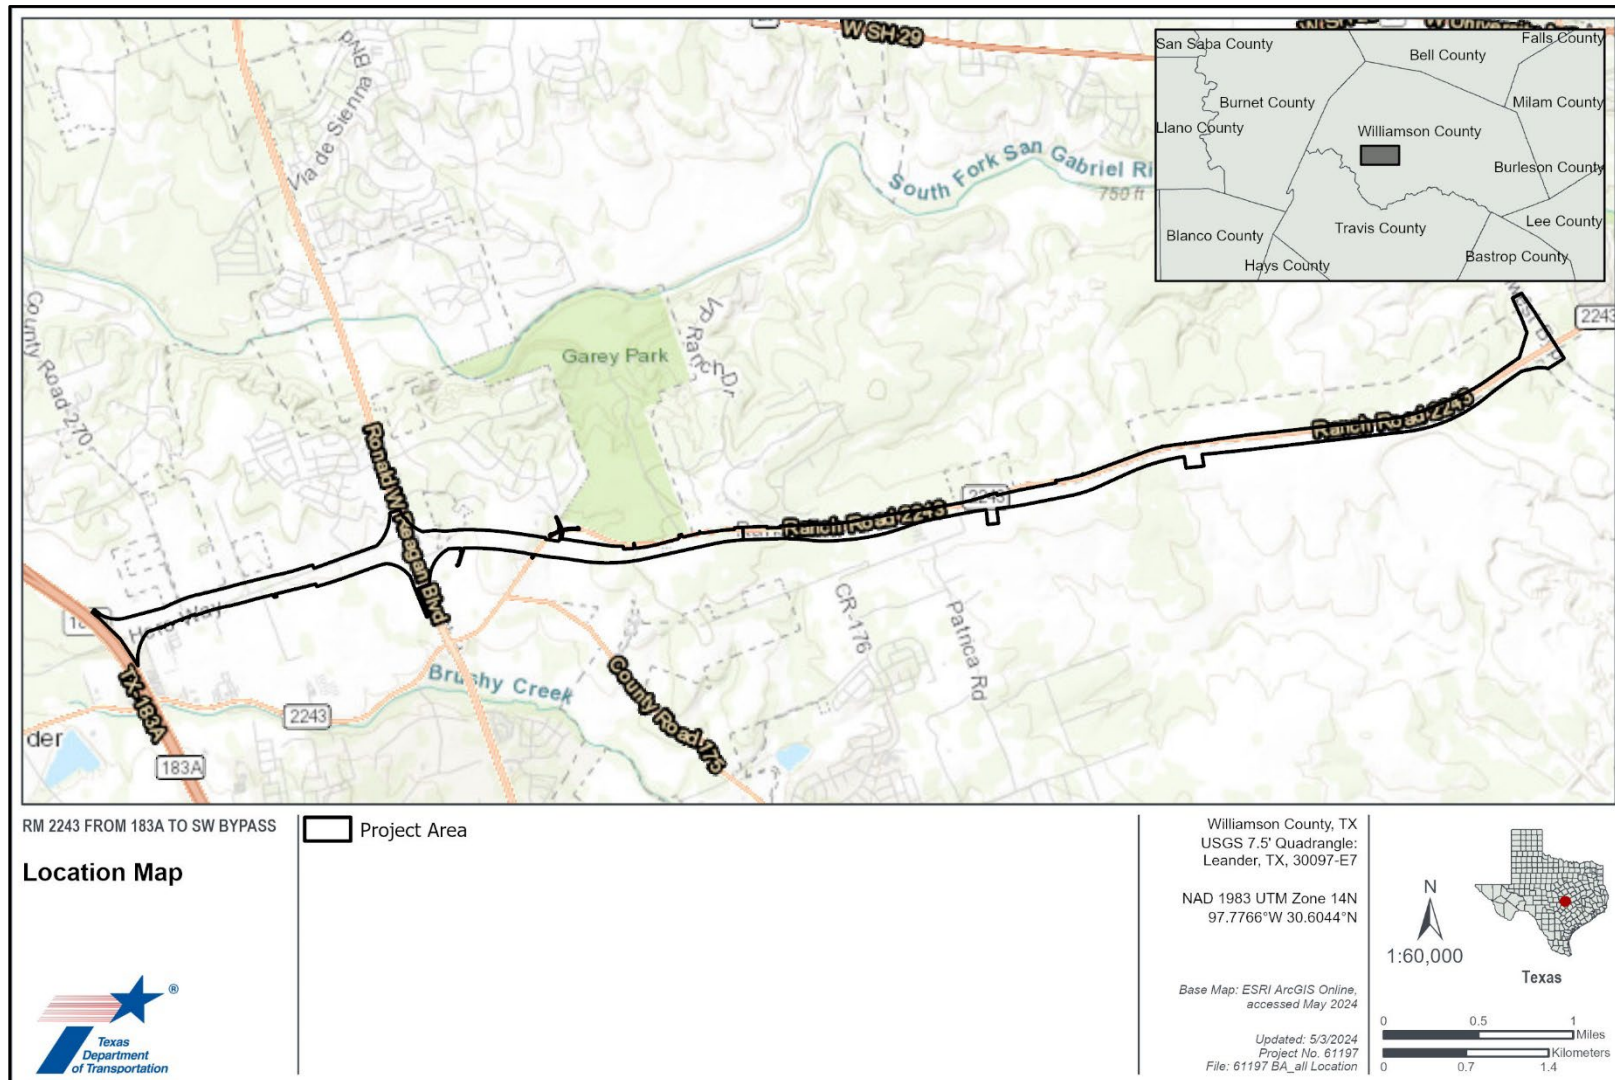 W SH 29
Via de Sienna
South Fork San Gabriel Ri
750 ft
San Saba County
Bell County
Falls County
Burnet County
Milam County
Llano County
Williamson County
Burleson County
Lee County
Blanco County
Travis County
Hays County
Bastrop County
County Road 270
Garey Park
Vp Ranch Dr
2243
Ronald W Reagan Blvd
Ranch Road 2243
2243
Ranch Road 2243
Hero Way
TX-183A
Brushy Creek
County Road 175
CR-176
Patrica Rd
2243
der
183A
RM 2243 FROM 183A TO SW BYPASS
Location Map
Project Area
Williamson County, TX
USGS 7.5' Quadrangle:
Leander, TX, 30097-E7
NAD 1983 UTM Zone 14N
97.7766°W 30.6044°N
Base Map: ESRI ArcGIS Online,
accessed May 2024
Updated: 5/3/2024
Project No. 61197
File: 61197 BA_all Location
N
1:60,000
Texas
0 0.5 1
Miles
Kilometers
0 0.7 1.4
®
Texas
Department
of Transportation